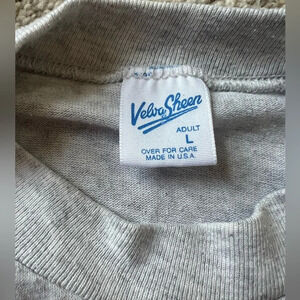 Velva Sheen
ADULT
L
OVER FOR CARE
MADE IN U.S.A.